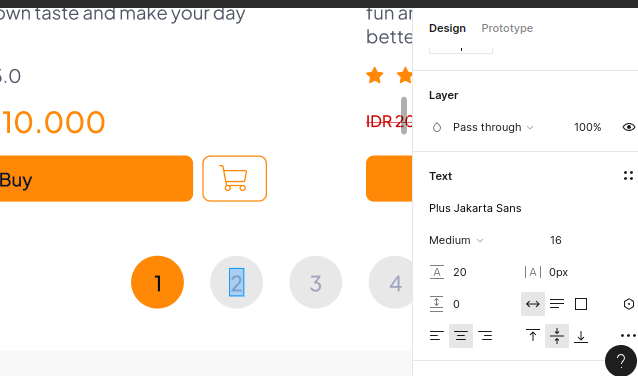 own taste and make your day
fun ar
bette
5.0
10.000
IDR 20
Buy
1
2
3
4
Design
Prototype
Layer
Pass through
100%
Text
Plus Jakarta Sans
Medium
16
A
20
|A|
0px
0
?